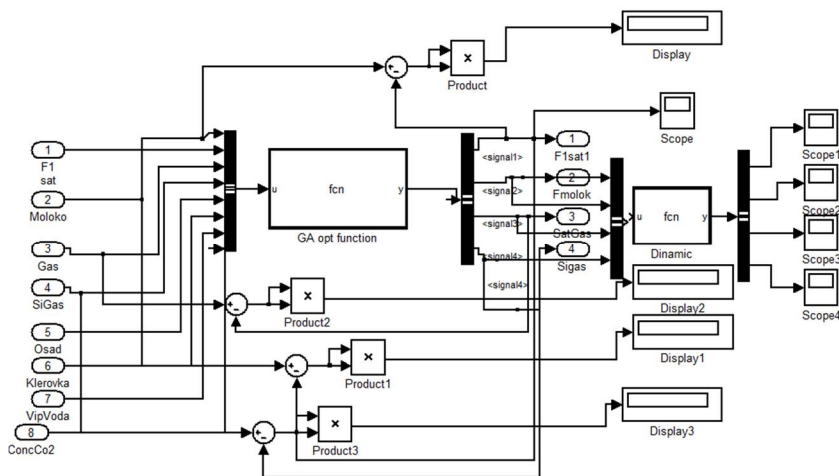 Display
+-
×
Product
Scope
1
F1
sat
2
Moloko
3
Gas
4
SiGas
5
Osad
6
Klerovka
7
VipVoda
8
ConcCo2
u
fcn
y
GA opt function
<signal1>
<signal2>
<signal3>
<signal4>
<signal4>
1
F1sat1
2
Fmolok
3
SatGas
4
Sigas
u
fcn
y
Dinamic
Scope1
Scope2
Scope3
Scope4
+-
×
Product2
Display2
+-
×
Product1
Display1
+-
×
Product3
Display3